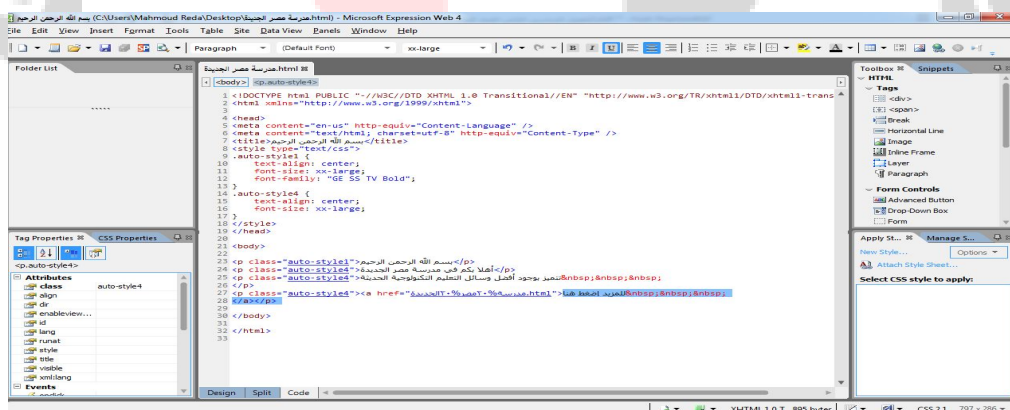 بسم الله الرحمن الرحيم (C:\Users\Mahmoud Reda\Desktop\مدرسة مصر الجديدة.html) - Microsoft Expression Web 4
File Edit View Insert Format Tools Table Site Data View Panels Window Help
Paragraph (Default Font) xx-large
Folder List
مدرسة مصر الجديدة.html
<body> <p.auto-style4>
1 <!DOCTYPE html PUBLIC "-//W3C//DTD XHTML 1.0 Transitional//EN" "http://www.w3.org/TR/xhtml1/DTD/xhtml1-trans
2 <html xmlns="http://www.w3.org/1999/xhtml">
3
4 <head>
5 <meta content="en-us" http-equiv="Content-Language" />
6 <meta content="text/html; charset=utf-8" http-equiv="Content-Type" />
7 <title>بسم الله الرحمن الرحيم</title>
8 <style type="text/css">
9 .auto-style1 {
10 text-align: center;
11 font-size: xx-large;
12 font-family: "GE SS TV Bold";
13 }
14 .auto-style4 {
15 text-align: center;
16 font-size: xx-large;
17 }
18 </style>
19 </head>
20
21 <body>
22
23 <p class="auto-style1">بسم الله الرحمن الرحيم</p>
24 <p class="auto-style4">أهلا بكم في مدرسة مصر الجديدة</p>
25 <p class="auto-style4">تتميز بوجود أفضل وسائل التعليم التكنولوجية الحديثة&nbsp;&nbsp;&nbsp;
26 </p>
27 <p class="auto-style4"><a href="مدرسة%20مصر%20الجديدة.html">للمزيد اضغط هنا&nbsp;&nbsp;&nbsp;
28 </a></p>
29
30 </body>
31
32 </html>
33
Design Split Code
Tag Properties CSS Properties
<p.auto-style4>
Attributes
class auto-style4
align
dir
enableview...
id
lang
runat
style
title
visible
xml:lang
Events
onclick
Toolbox Snippets
HTML
Tags
<div>
<span>
Break
Horizontal Line
Image
Inline Frame
Layer
Paragraph
Form Controls
Advanced Button
Drop-Down Box
Form
Apply St... Manage S...
New Style... Options
Attach Style Sheet...
Select CSS style to apply:
XHTML 1.0 T 895 bytes CSS 2.1 797 x 286